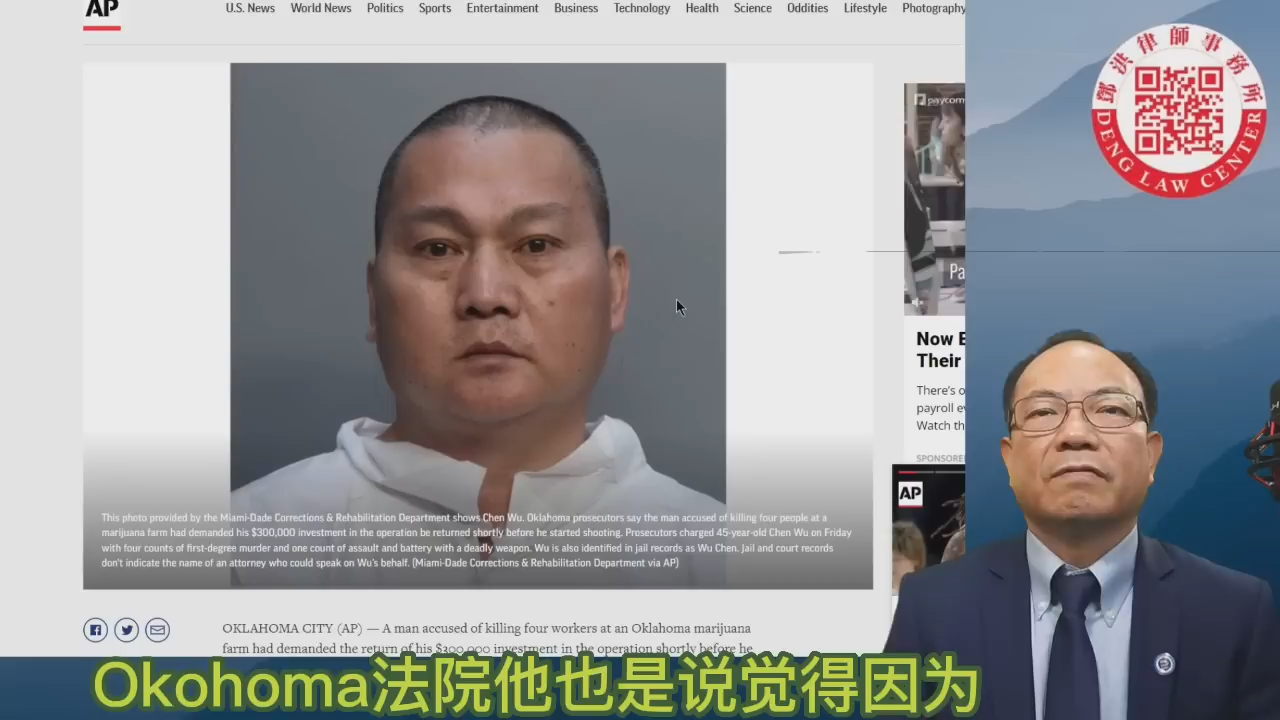 AP
U.S. News World News Politics Sports Entertainment Business Technology Health Science Oddities Lifestyle Photography
鄧洪律師事務所
DENG LAW CENTER
paycom
Pa
This photo provided by the Miami-Dade Corrections & Rehabilitation Department shows Chen Wu. Oklahoma prosecutors say the man accused of killing four people at a
marijuana farm had demanded his $300,000 investment in the operation be returned shortly before he started shooting. Prosecutors charged 45-year-old Chen Wu on Friday
with four counts of first-degree murder and one count of assault and battery with a deadly weapon. Wu is also identified in jail records as Wu Chen. Jail and court records
don't indicate the name of an attorney who could speak on Wu's behalf. (Miami-Dade Corrections & Rehabilitation Department via AP)
Now E
Their
There's o
payroll ev
Watch th
SPONSORE
AP
OKLAHOMA CITY (AP) — A man accused of killing four workers at an Oklahoma marijuana
farm had demanded the return of his $300,000 investment in the operation shortly before he
Okohoma法院他也是说觉得因为